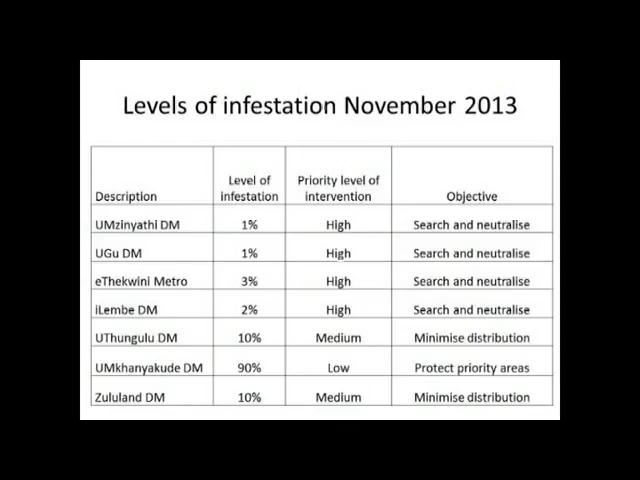 Levels of infestation November 2013
Level of Priority level of
Description infestation intervention Objective
UMzinyathi DM 1% High Search and neutralise
UGu DM 1% High Search and neutralise
eThekwini Metro 3% High Search and neutralise
iLembe DM 2% High Search and neutralise
UThungulu DM 10% Medium Minimise distribution
UMkhanyakude DM 90% Low Protect priority areas
Zululand DM 10% Medium Minimise distribution